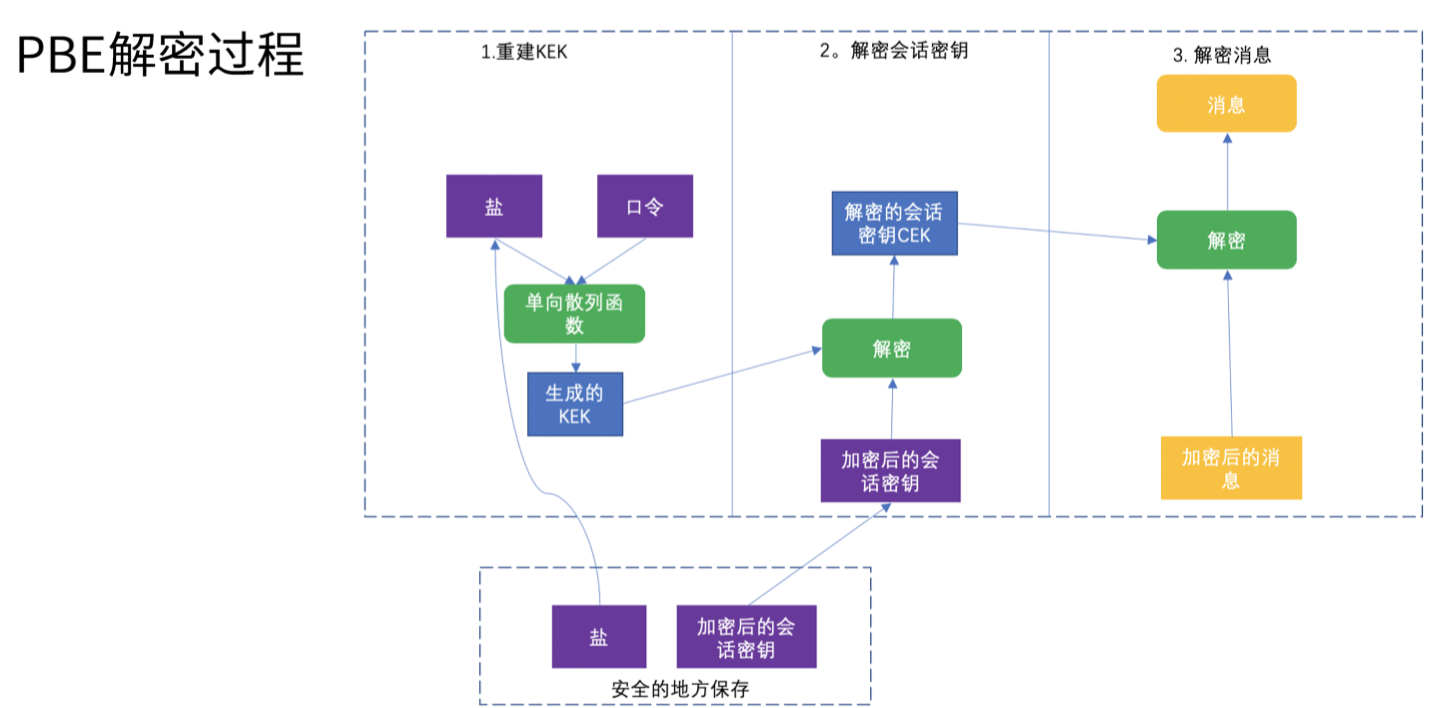 PBE解密过程
1.重建KEK
2。解密会话密钥
3. 解密消息
消息
盐
口令
解密的会话
密钥CEK
解密
单向散列函
数
解密
生成的
KEK
加密后的会
话密钥
加密后的消
息
盐
加密后的会
话密钥
安全的地方保存